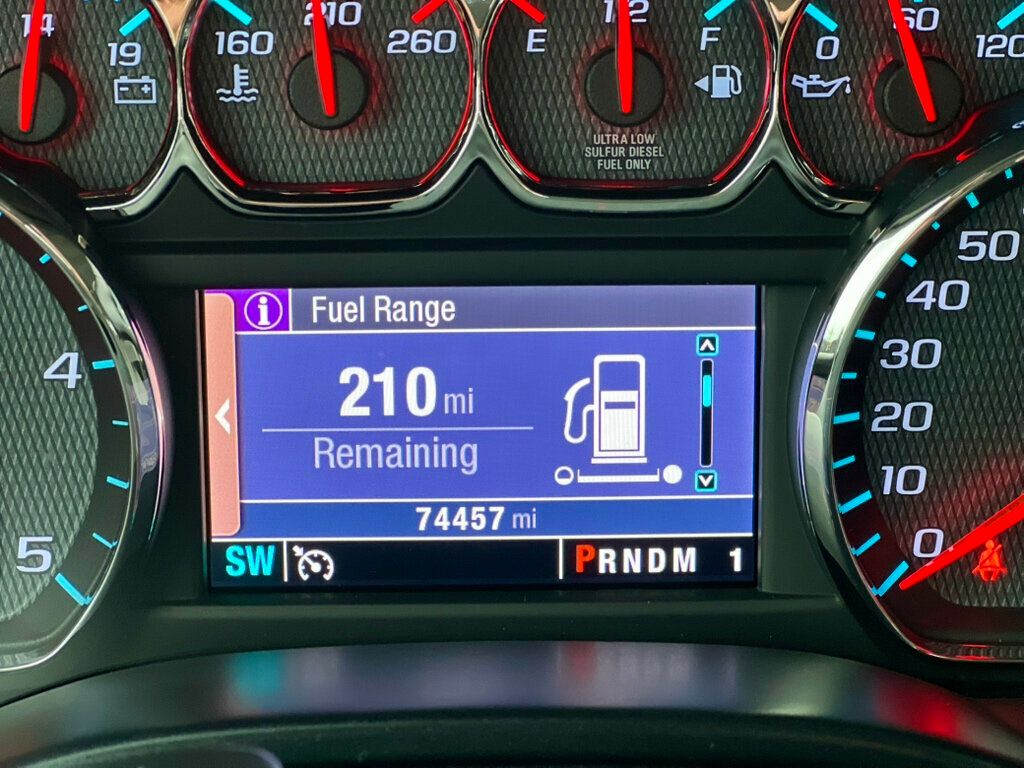 14
19
160
210
260
E
1/2
F
0
60
120
ULTRA LOW
SULFUR DIESEL
FUEL ONLY
4
5
i Fuel Range
210 mi
Remaining
74457 mi
SW
PRNDM 1
50
40
30
20
10
0